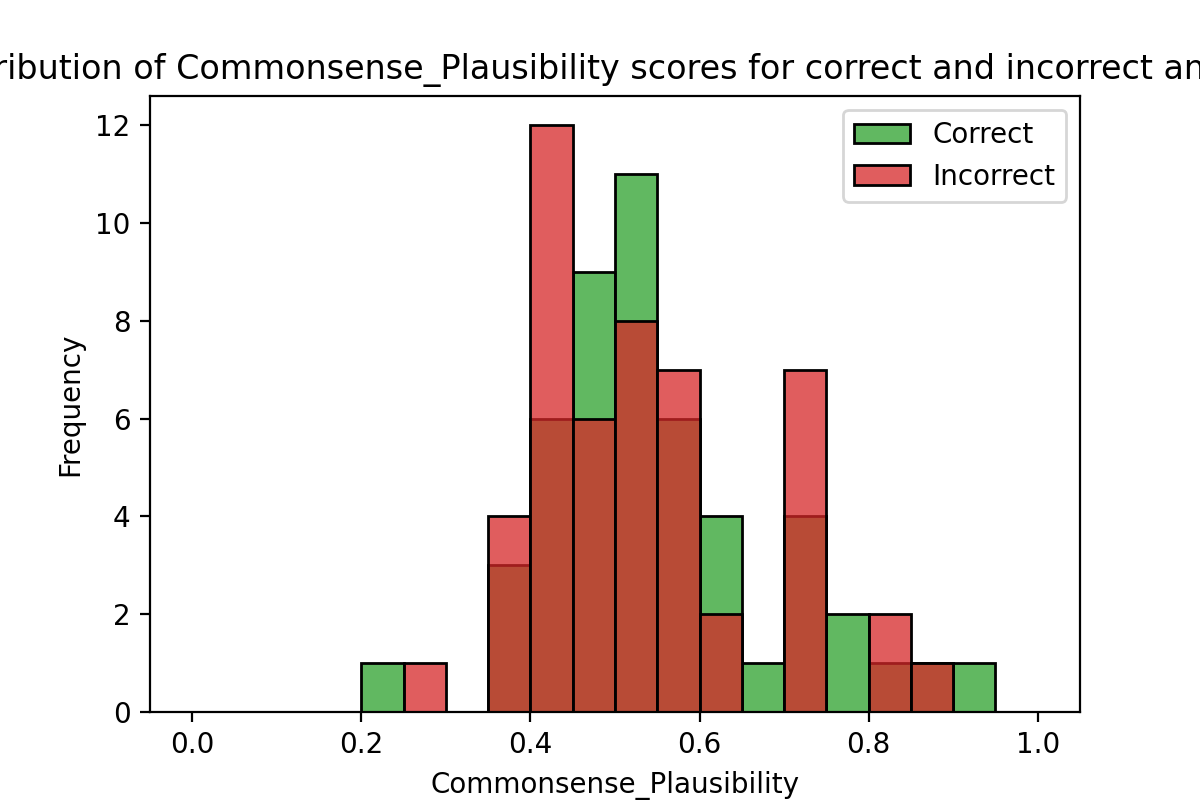 ribution of Commonsense_Plausibility scores for correct and incorrect an
Correct
Incorrect
12
10
8
6
4
2
0
Frequency
0.0 0.2 0.4 0.6 0.8 1.0
Commonsense_Plausibility